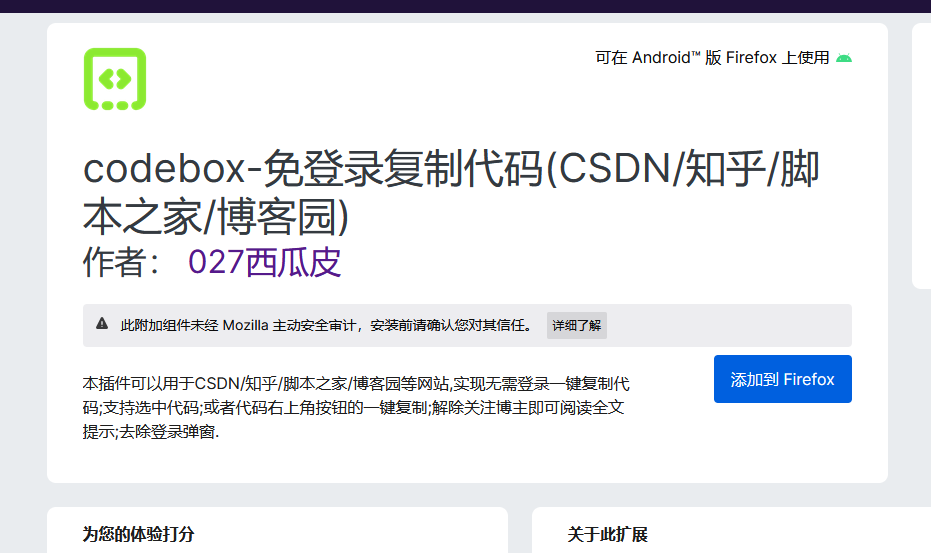 可在 Android™ 版 Firefox 上使用
codebox-免登录复制代码(CSDN/知乎/脚
本之家/博客园)
作者： 027西瓜皮
此附加组件未经 Mozilla 主动安全审计，安装前请确认您对其信任。 详细了解
添加到 Firefox
本插件可以用于CSDN/知乎/脚本之家/博客园等网站,实现无需登录一键复制代
码;支持选中代码;或者代码右上角按钮的一键复制;解除关注博主即可阅读全文
提示;去除登录弹窗.
为您的体验打分
关于此扩展